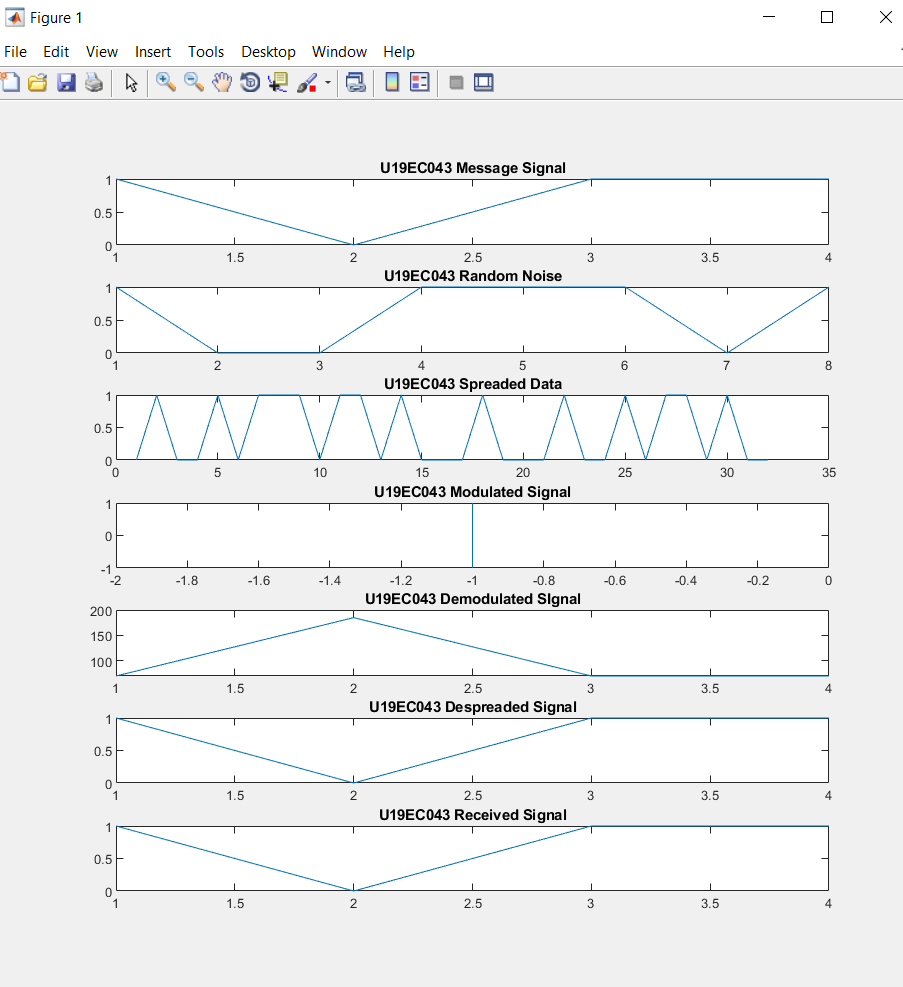 Figure 1
File Edit View Insert Tools Desktop Window Help
U19EC043 Message Signal
1
0.5
0
1 1.5 2 2.5 3 3.5 4
U19EC043 Random Noise
1
0.5
0
1 2 3 4 5 6 7 8
U19EC043 Spreaded Data
1
0.5
0
0 5 10 15 20 25 30 35
U19EC043 Modulated Signal
1
0
-1
-2 -1.8 -1.6 -1.4 -1.2 -1 -0.8 -0.6 -0.4 -0.2 0
U19EC043 Demodulated SIgnal
200
150
100
1 1.5 2 2.5 3 3.5 4
U19EC043 Despreaded Signal
1
0.5
0
1 1.5 2 2.5 3 3.5 4
U19EC043 Received Signal
1
0.5
0
1 1.5 2 2.5 3 3.5 4